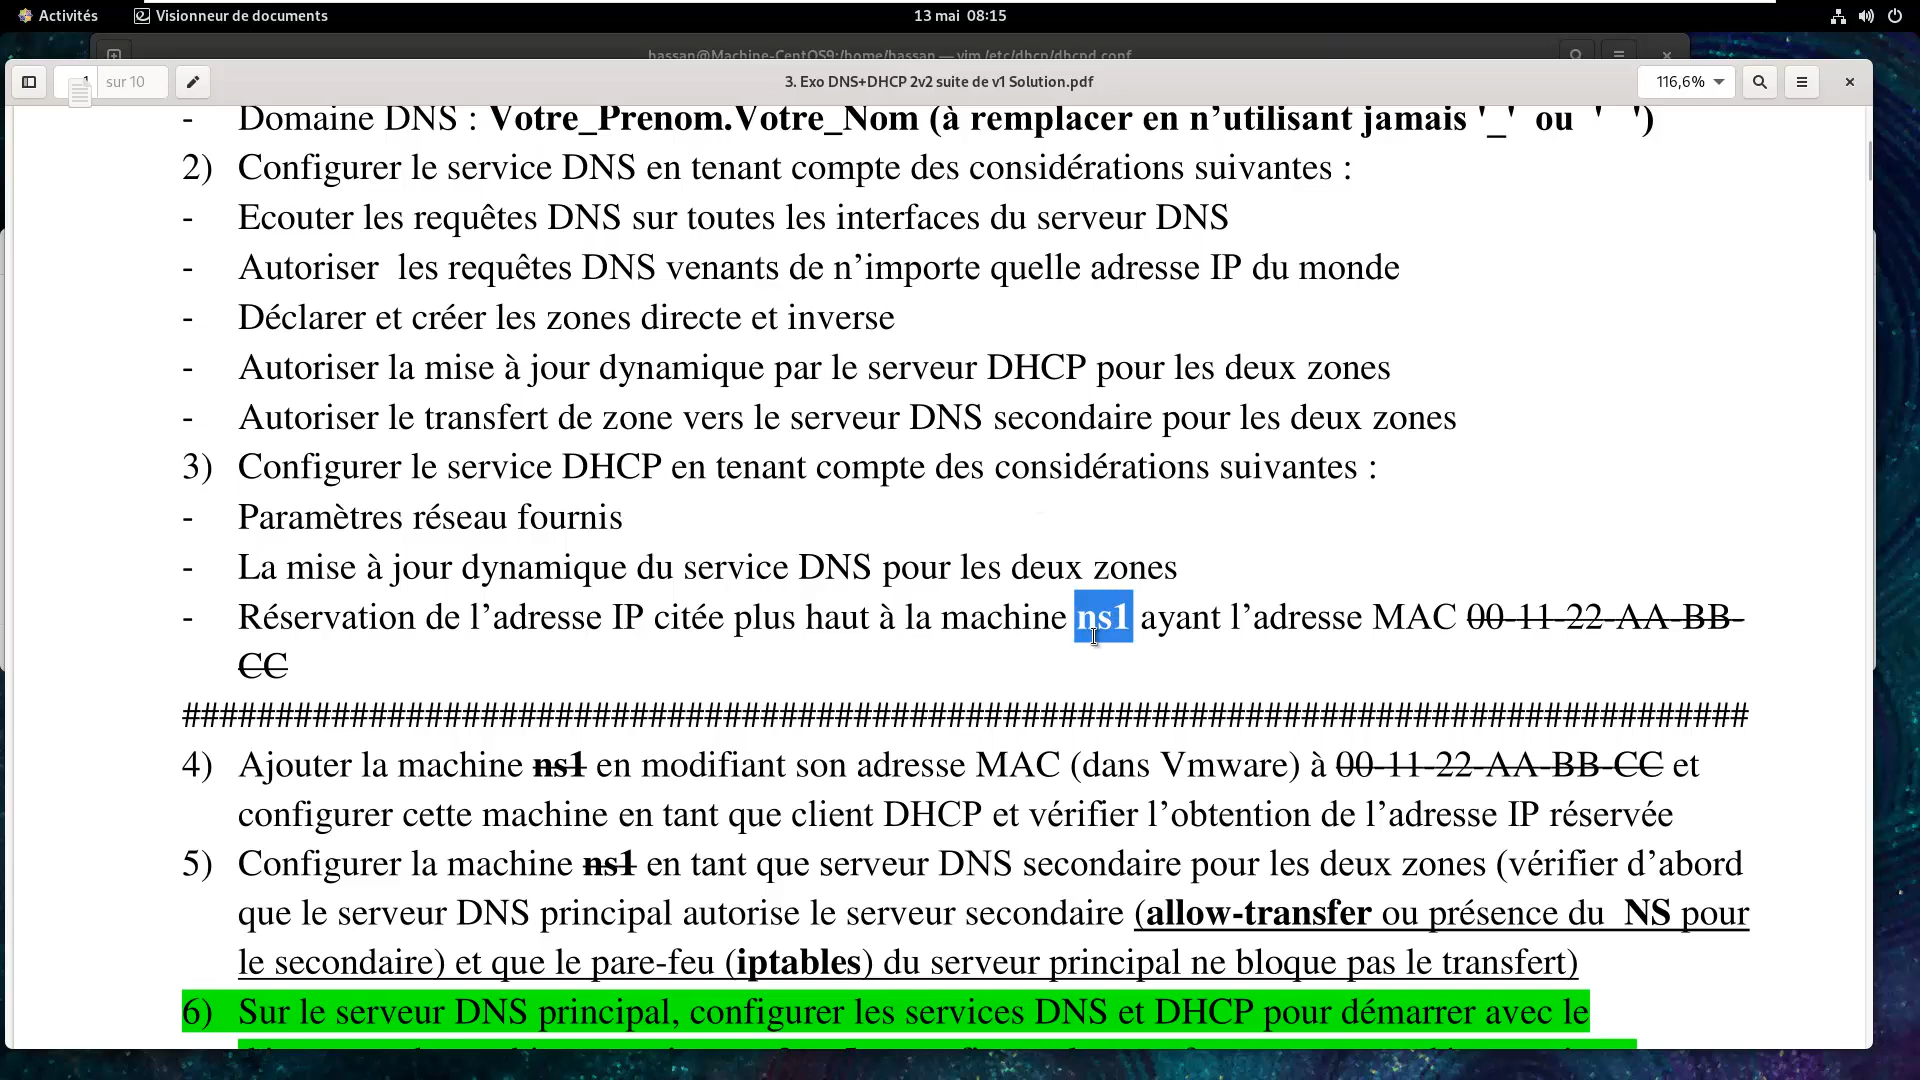 Activités
Visionneur de documents
13 mai 08:15
hassan@Machine-CentOS9:/home/hassan — vim /etc/dhcp/dhcpd.conf
1 sur 10
3. Exo DNS+DHCP 2v2 suite de v1 Solution.pdf
116,6%
- Domaine DNS : Votre_Prenom.Votre_Nom (à remplacer en n’utilisant jamais '_' ou ' ')
2) Configurer le service DNS en tenant compte des considérations suivantes :
- Ecouter les requêtes DNS sur toutes les interfaces du serveur DNS
- Autoriser les requêtes DNS venants de n’importe quelle adresse IP du monde
- Déclarer et créer les zones directe et inverse
- Autoriser la mise à jour dynamique par le serveur DHCP pour les deux zones
- Autoriser le transfert de zone vers le serveur DNS secondaire pour les deux zones
3) Configurer le service DHCP en tenant compte des considérations suivantes :
- Paramètres réseau fournis
- La mise à jour dynamique du service DNS pour les deux zones
- Réservation de l’adresse IP citée plus haut à la machine ns1 ayant l’adresse MAC 00-11-22-AA-BB-
CC
####################################################################################
4) Ajouter la machine ns1 en modifiant son adresse MAC (dans Vmware) à 00-11-22-AA-BB-CC et
configurer cette machine en tant que client DHCP et vérifier l’obtention de l’adresse IP réservée
5) Configurer la machine ns1 en tant que serveur DNS secondaire pour les deux zones (vérifier d’abord
que le serveur DNS principal autorise le serveur secondaire (allow-transfer ou présence du NS pour
le secondaire) et que le pare-feu (iptables) du serveur principal ne bloque pas le transfert)
6) Sur le serveur DNS principal, configurer les services DNS et DHCP pour démarrer avec le